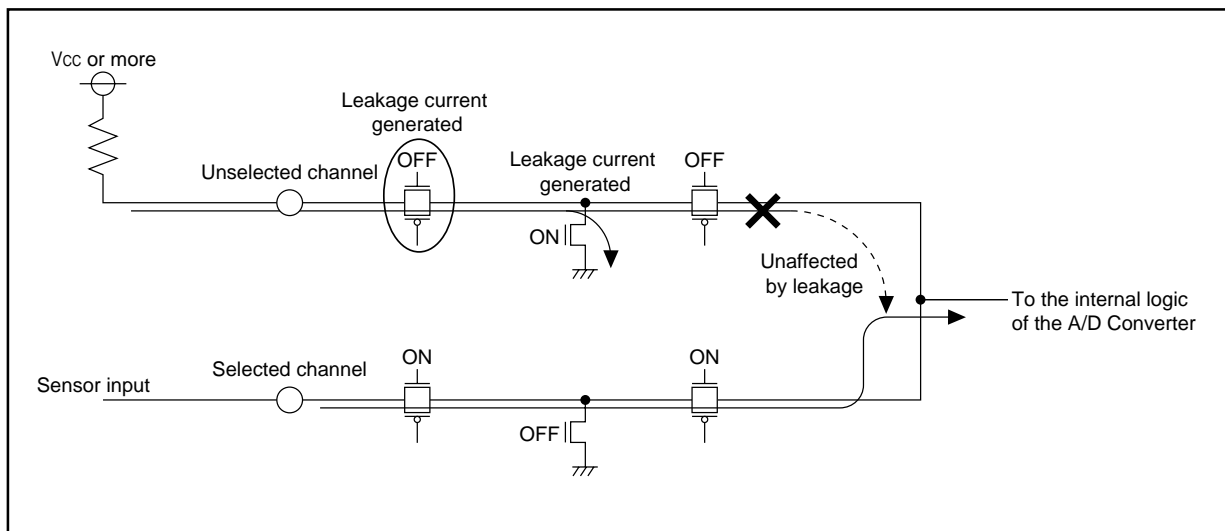 Vcc or more
Leakage current
generated
OFF
Unselected channel
Leakage current
generated
OFF
ON
Unaffected
by leakage
To the internal logic
of the A/D Converter
Sensor input
Selected channel
ON
OFF
ON